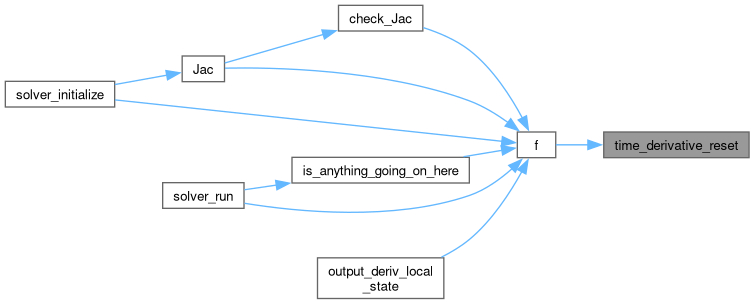 check_Jac
Jac
solver_initialize
f
time_derivative_reset
is_anything_going_on_here
solver_run
output_deriv_local
_state